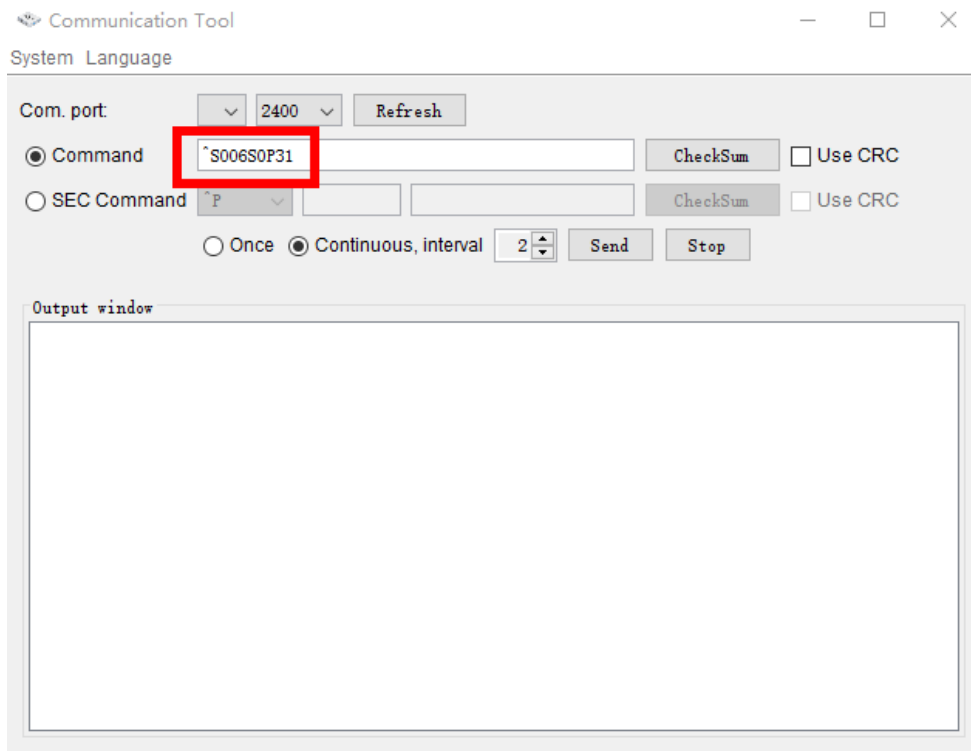 Communication Tool
System Language
Com. port: 2400 Refresh
Command ^S006S0P31 CheckSum Use CRC
SEC Command ^P CheckSum Use CRC
Once Continuous, interval 2 Send Stop
Output window